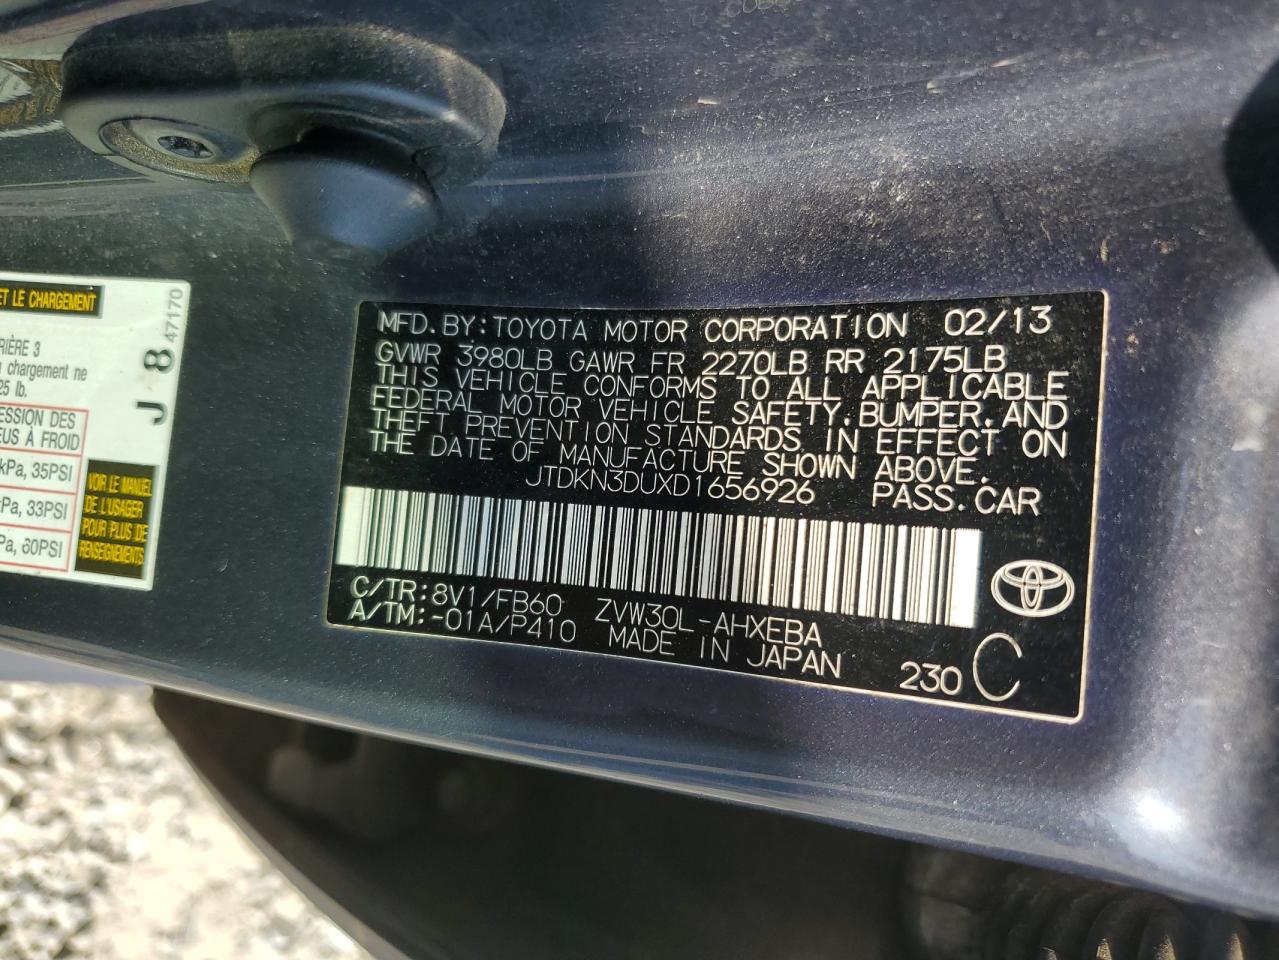 MFD.BY:TOYOTA MOTOR CORPORATION 02/13
GVWR 3980LB GAWR FR 2270LB RR 2175LB
THIS VEHICLE CONFORMS TO ALL APPLICABLE
FEDERAL MOTOR VEHICLE SAFETY,BUMPER,AND
THEFT PREVENTION STANDARDS IN EFFECT ON
THE DATE OF MANUFACTURE SHOWN ABOVE.
JTDKN3DUXD1656926 PASS.CAR
C/TR:8V1/FB60 ZVW30L-AHXEBA
A/TM:-01A/P410 MADE IN JAPAN 230 C
ET LE CHARGEMENT
RIÈRE 3
chargement ne
25 lb.
ESSION DES
EUS À FROID
kPa, 35PSI
kPa, 33PSI
Pa, 60PSI
VOIR LE MANUEL
DE L'USAGER
POUR PLUS DE
RENSEIGNEMENTS
J 8 47170